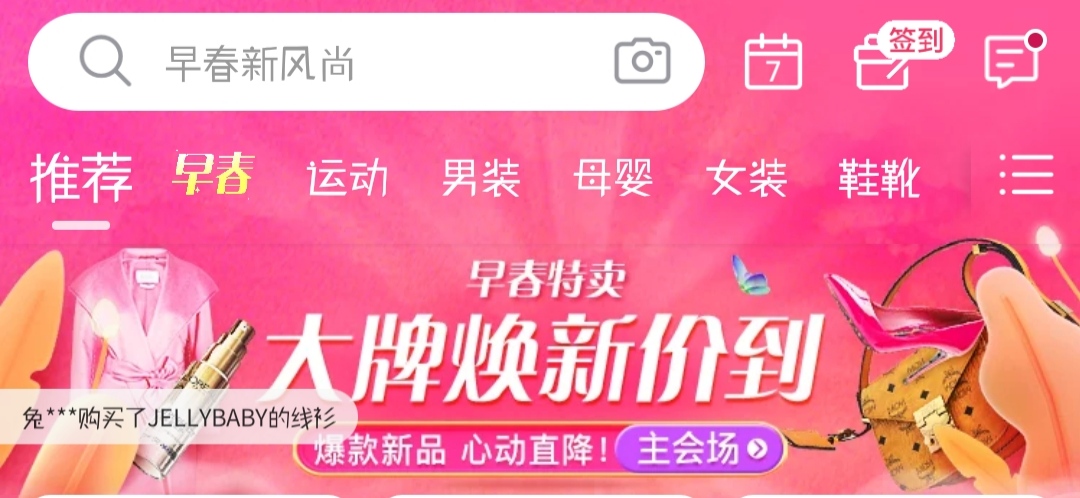 早春新风尚
7
签到
推荐 早春 运动 男装 母婴 女装 鞋靴
早春特卖
大牌焕新价到
兔***购买了JELLYBABY的线衫
爆款新品 心动直降! 主会场